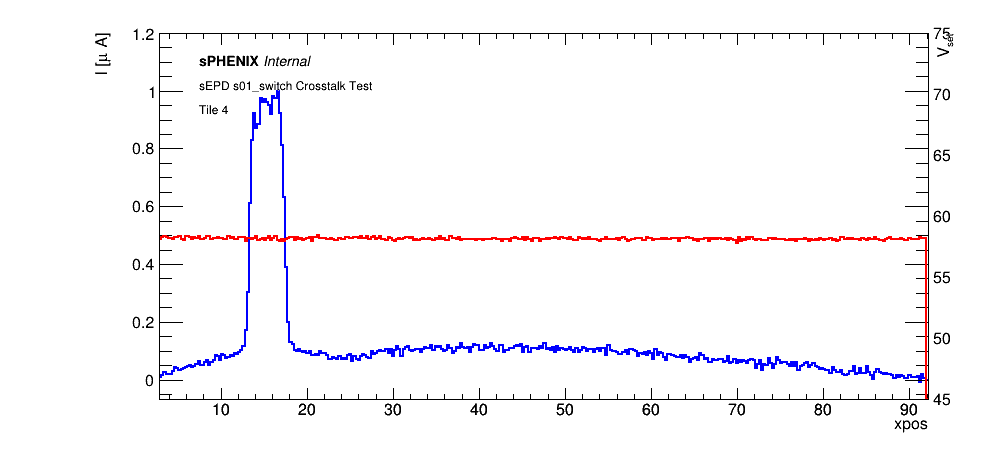 I [μ A]
1.2
1
0.8
0.6
0.4
0.2
0
sPHENIX Internal
sEPD s01_switch Crosstalk Test
Tile 4
75
70
65
60
55
50
45
V_set
10 20 30 40 50 60 70 80 90
xpos